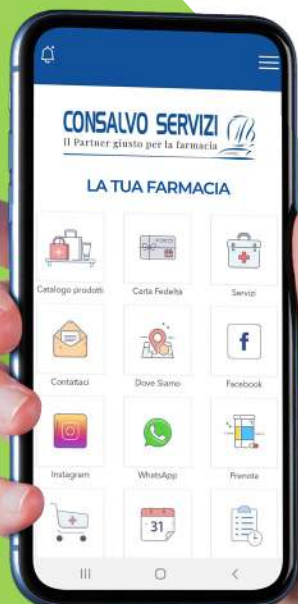 CONSALVO SERVIZI
Il Partner giusto per la farmacia
LA TUA FARMACIA
Catalogo prodotti
Carta Fedeltà
Servizi
Contattaci
Dove Siamo
Facebook
Instagram
WhatsApp
Prenota
31